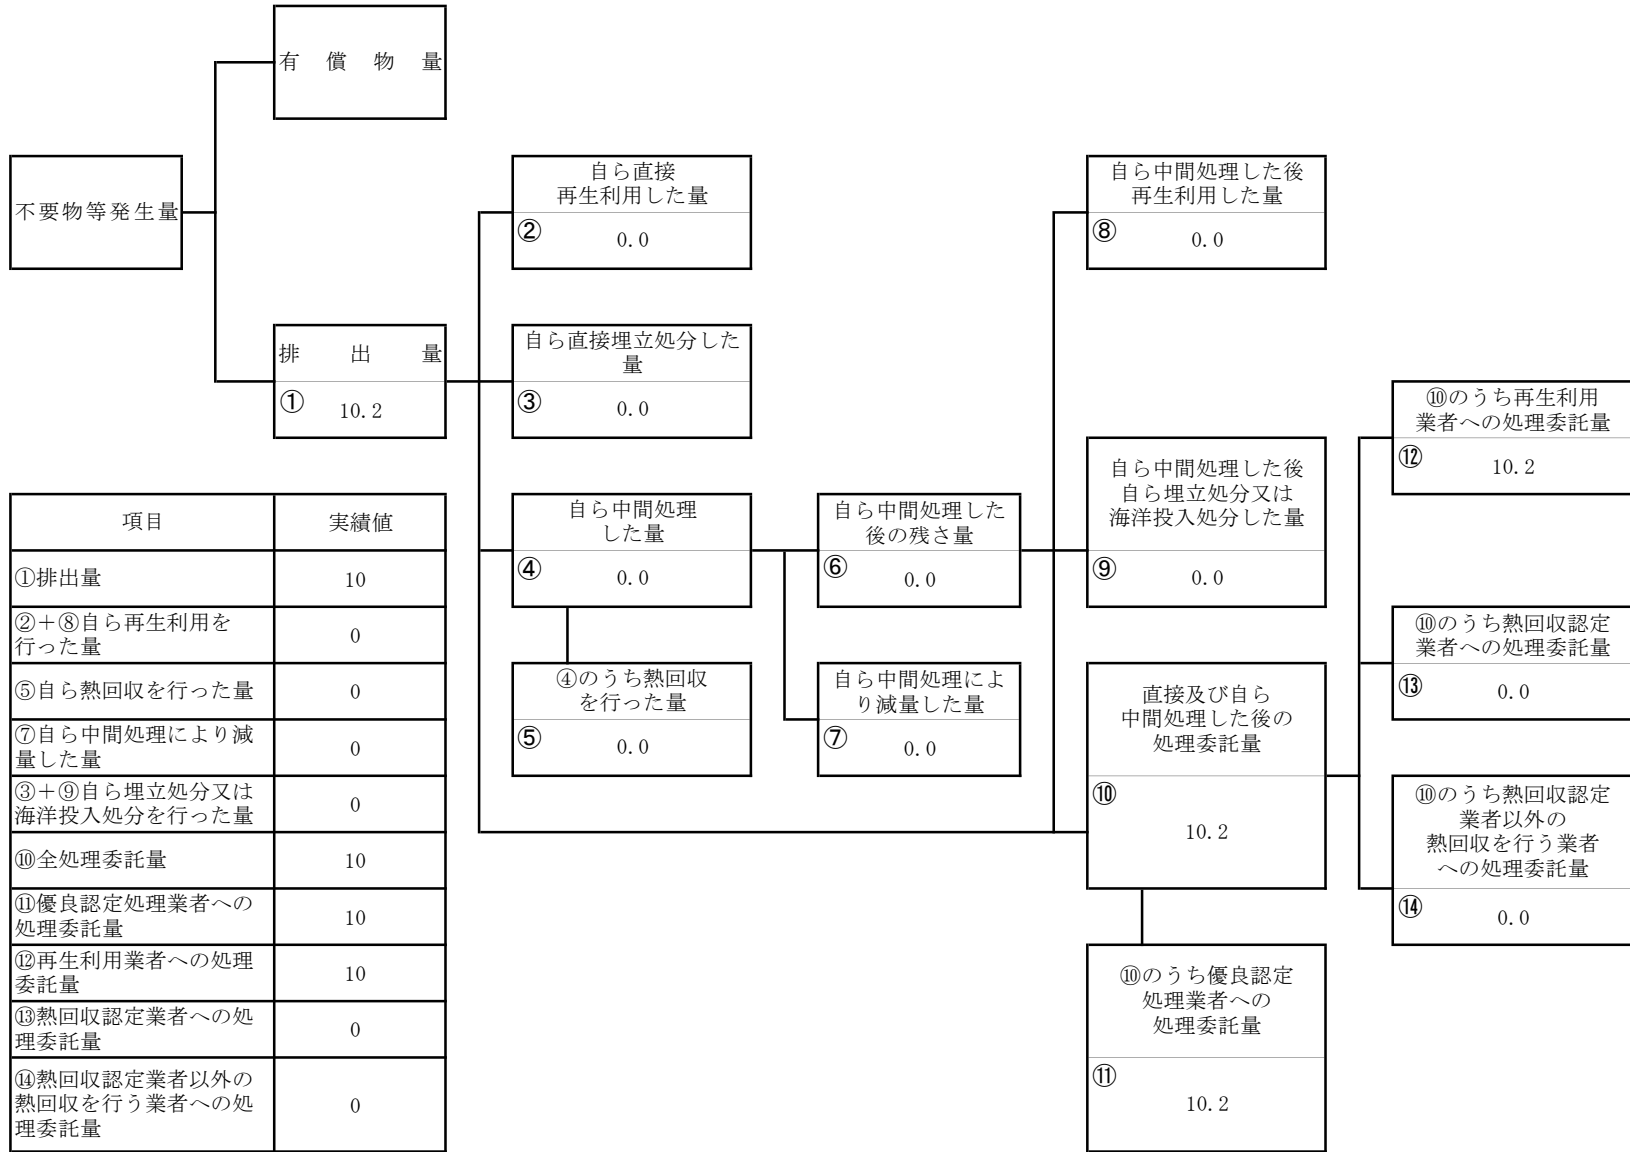 有償物量
不要物等発生量
排出量
① 10.2
自ら直接
再生利用した量
② 0.0
自ら直接埋立処分した
量
③ 0.0
自ら中間処理
した量
④ 0.0
④のうち熱回収
を行った量
⑤ 0.0
自ら中間処理した
後の残さ量
⑥ 0.0
自ら中間処理によ
り減量した量
⑦ 0.0
自ら中間処理した後
再生利用した量
⑧ 0.0
自ら中間処理した後
自ら埋立処分又は
海洋投入処分した量
⑨ 0.0
直接及び自ら
中間処理した後の
処理委託量
⑩
10.2
⑩のうち優良認定
処理業者への
処理委託量
⑪
10.2
⑩のうち再生利用
業者への処理委託量
⑫ 10.2
⑩のうち熱回収認定
業者への処理委託量
⑬ 0.0
⑩のうち熱回収認定
業者以外の
熱回収を行う業者
への処理委託量
⑭ 0.0
項目 実績値
①排出量 10
②＋⑧自ら再生利用を
行った量 0
⑤自ら熱回収を行った量 0
⑦自ら中間処理により減
量した量 0
③＋⑨自ら埋立処分又は
海洋投入処分を行った量 0
⑩全処理委託量 10
⑪優良認定処理業者への
処理委託量 10
⑫再生利用業者への処理
委託量 10
⑬熱回収認定業者への処
理委託量 0
⑭熱回収認定業者以外の
熱回収を行う業者への処
理委託量 0